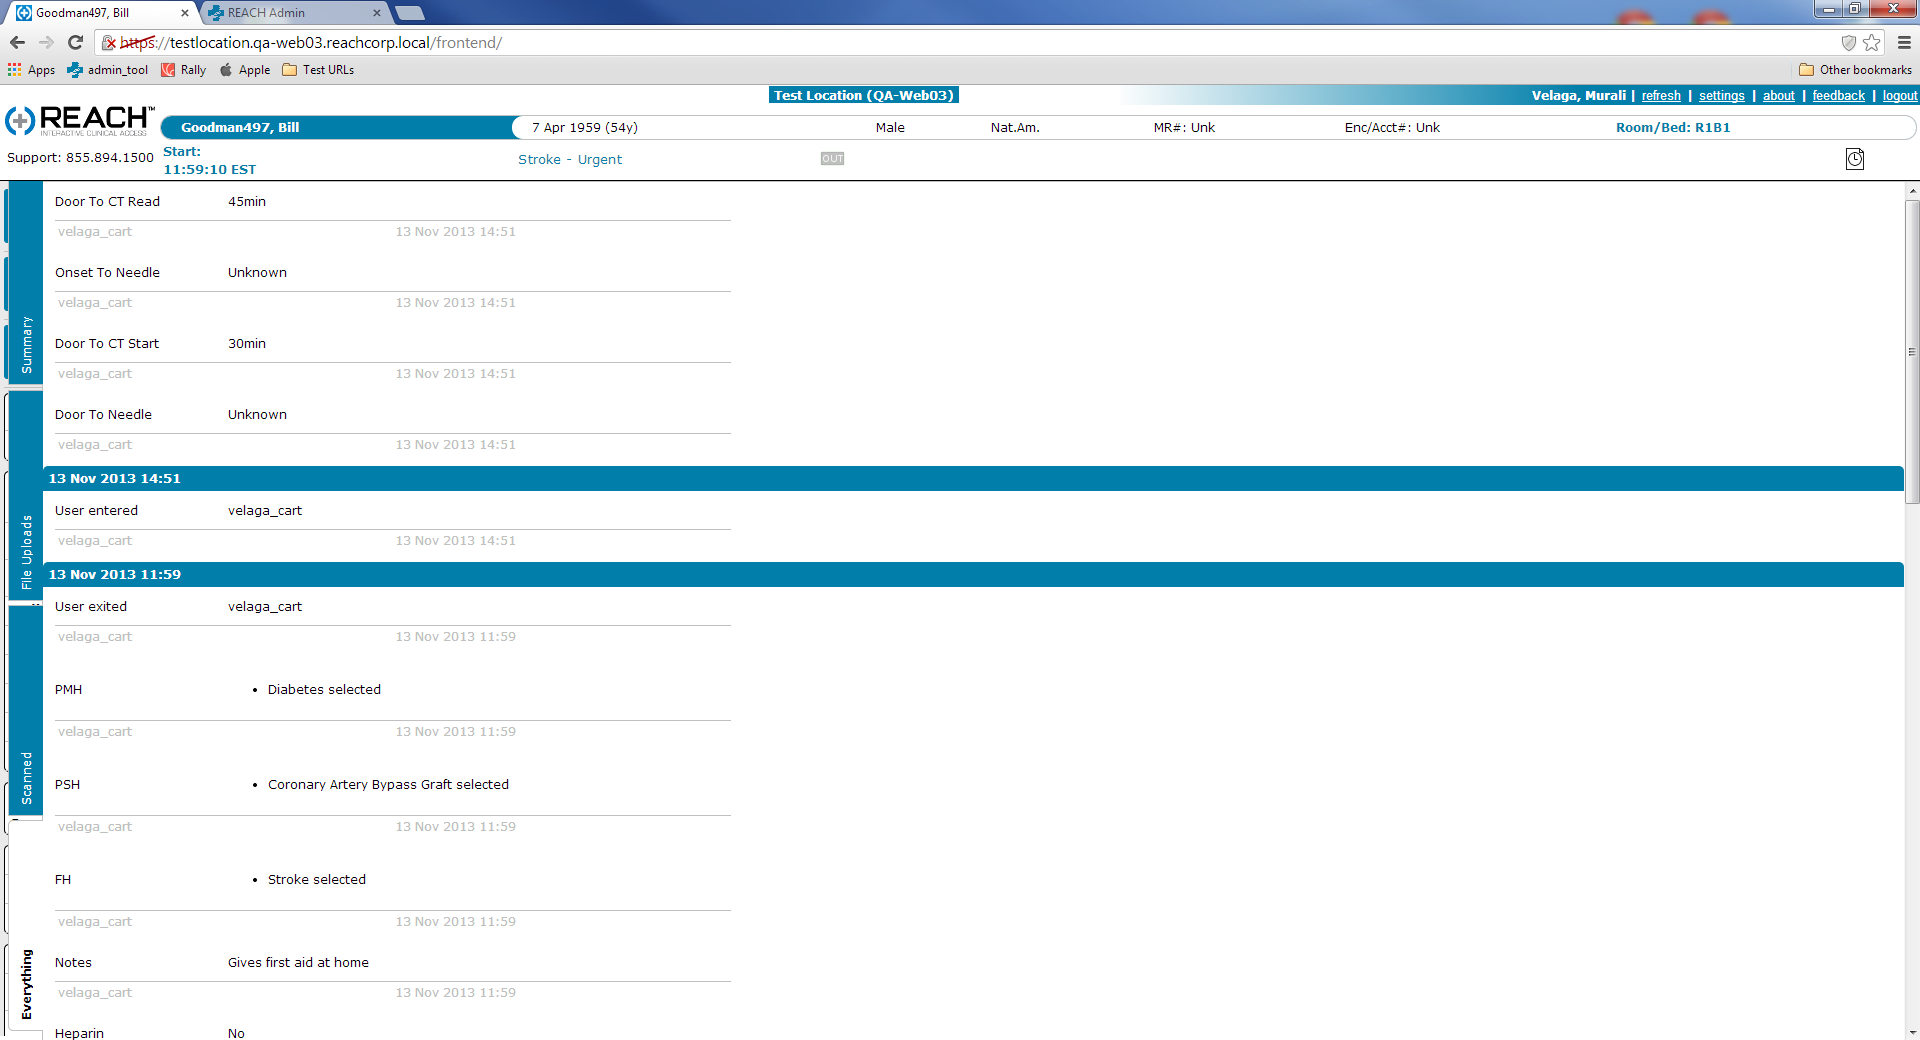 Goodman497, Bill
REACH Admin
https://testlocation.qa-web03.reachcorp.local/frontend/
Apps
admin_tool
Rally
Apple
Test URLs
Other bookmarks
REACH™
INTERACTIVE CLINICAL ACCESS
Test Location (QA-Web03)
Velaga, Murali | refresh | settings | about | feedback | logout
Goodman497, Bill
7 Apr 1959 (54y)
Male
Nat.Am.
MR#: Unk
Enc/Acct#: Unk
Room/Bed: R1B1
Support: 855.894.1500
Start:
11:59:10 EST
Stroke - Urgent
OUT
Summary
File Uploads
Scanned
Everything
Door To CT Read 45min
velaga_cart 13 Nov 2013 14:51
Onset To Needle Unknown
velaga_cart 13 Nov 2013 14:51
Door To CT Start 30min
velaga_cart 13 Nov 2013 14:51
Door To Needle Unknown
velaga_cart 13 Nov 2013 14:51
13 Nov 2013 14:51
User entered velaga_cart
velaga_cart 13 Nov 2013 14:51
13 Nov 2013 11:59
User exited velaga_cart
velaga_cart 13 Nov 2013 11:59
PMH • Diabetes selected
velaga_cart 13 Nov 2013 11:59
PSH • Coronary Artery Bypass Graft selected
velaga_cart 13 Nov 2013 11:59
FH • Stroke selected
velaga_cart 13 Nov 2013 11:59
Notes Gives first aid at home
velaga_cart 13 Nov 2013 11:59
Heparin No